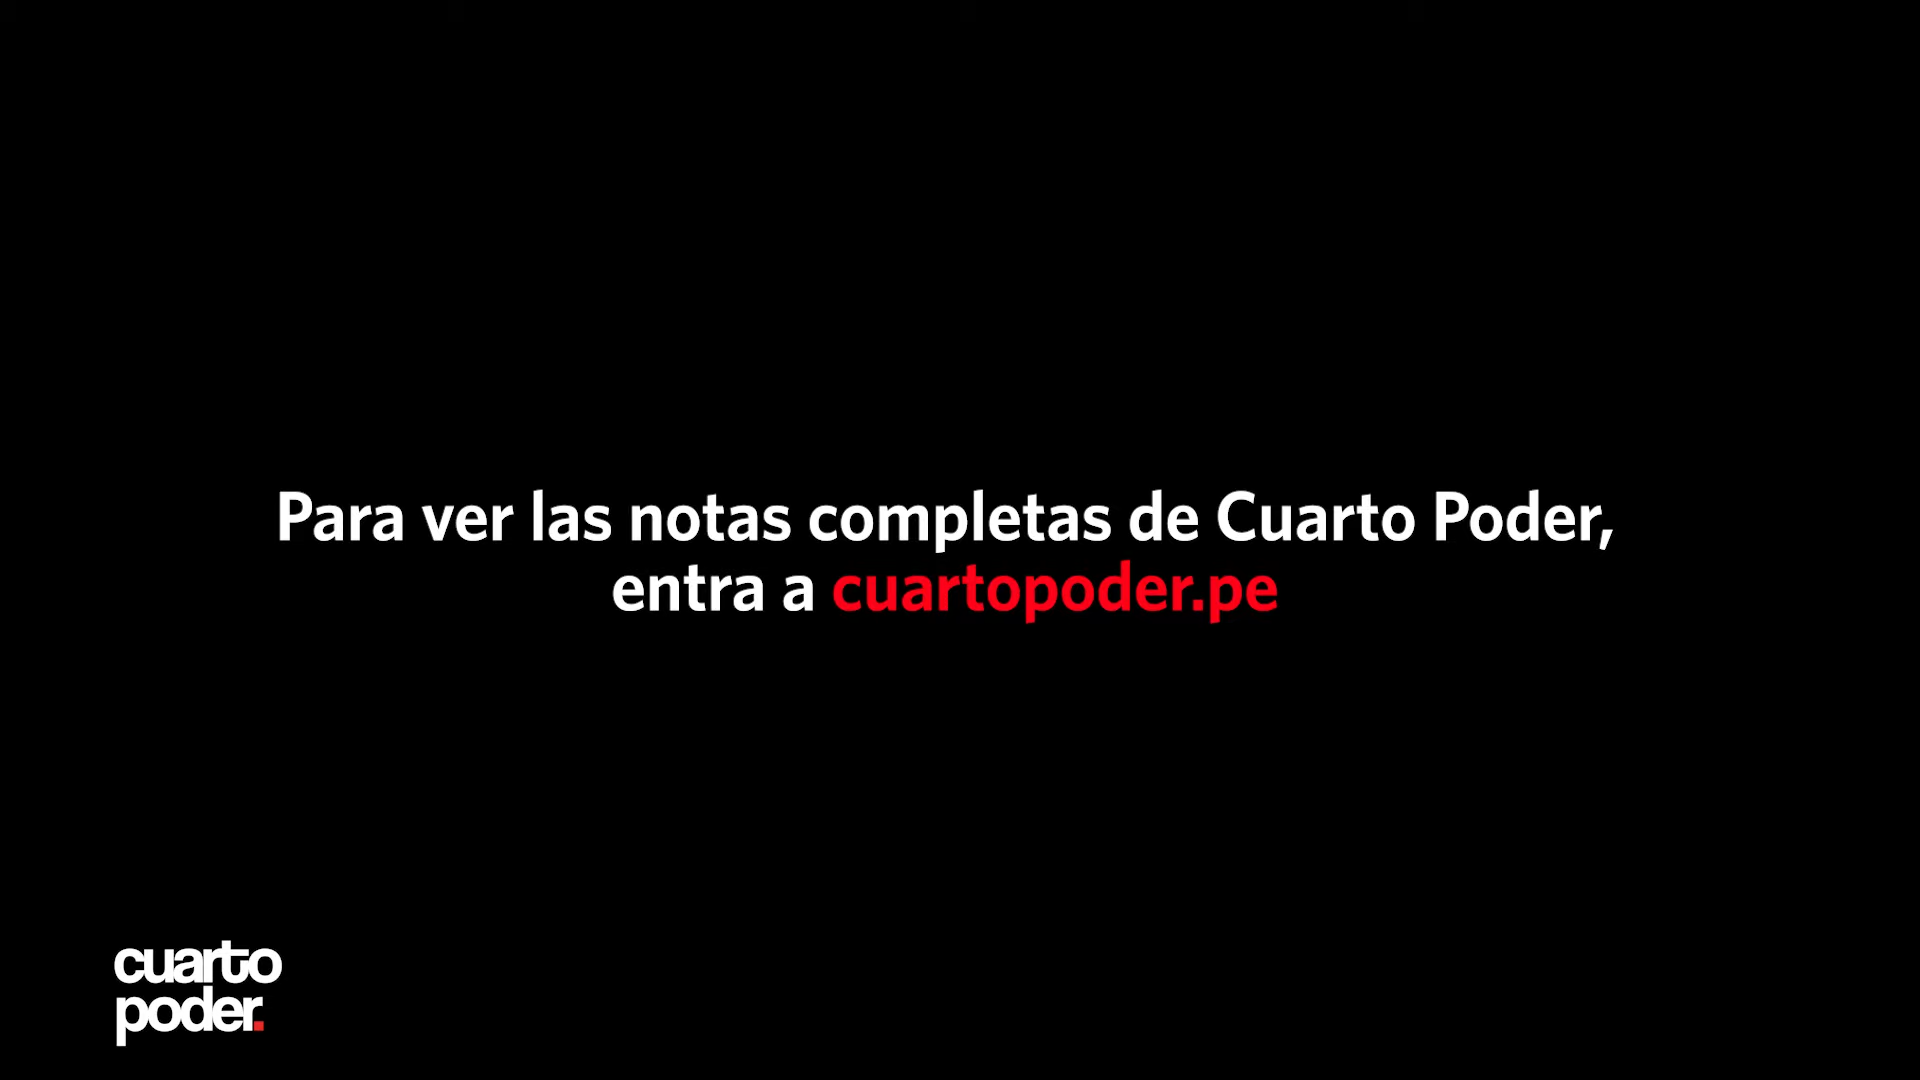 Para ver las notas completas de Cuarto Poder,
entra a cuartopoder.pe
cuarto
poder.